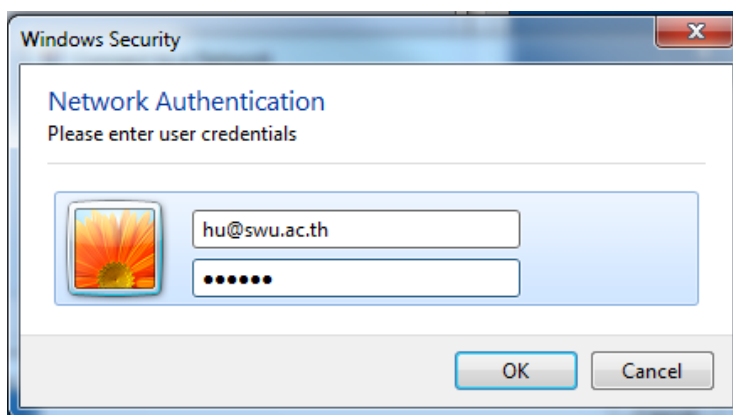 Windows Security
Network Authentication
Please enter user credentials
hu@swu.ac.th
●●●●●●
OK
Cancel